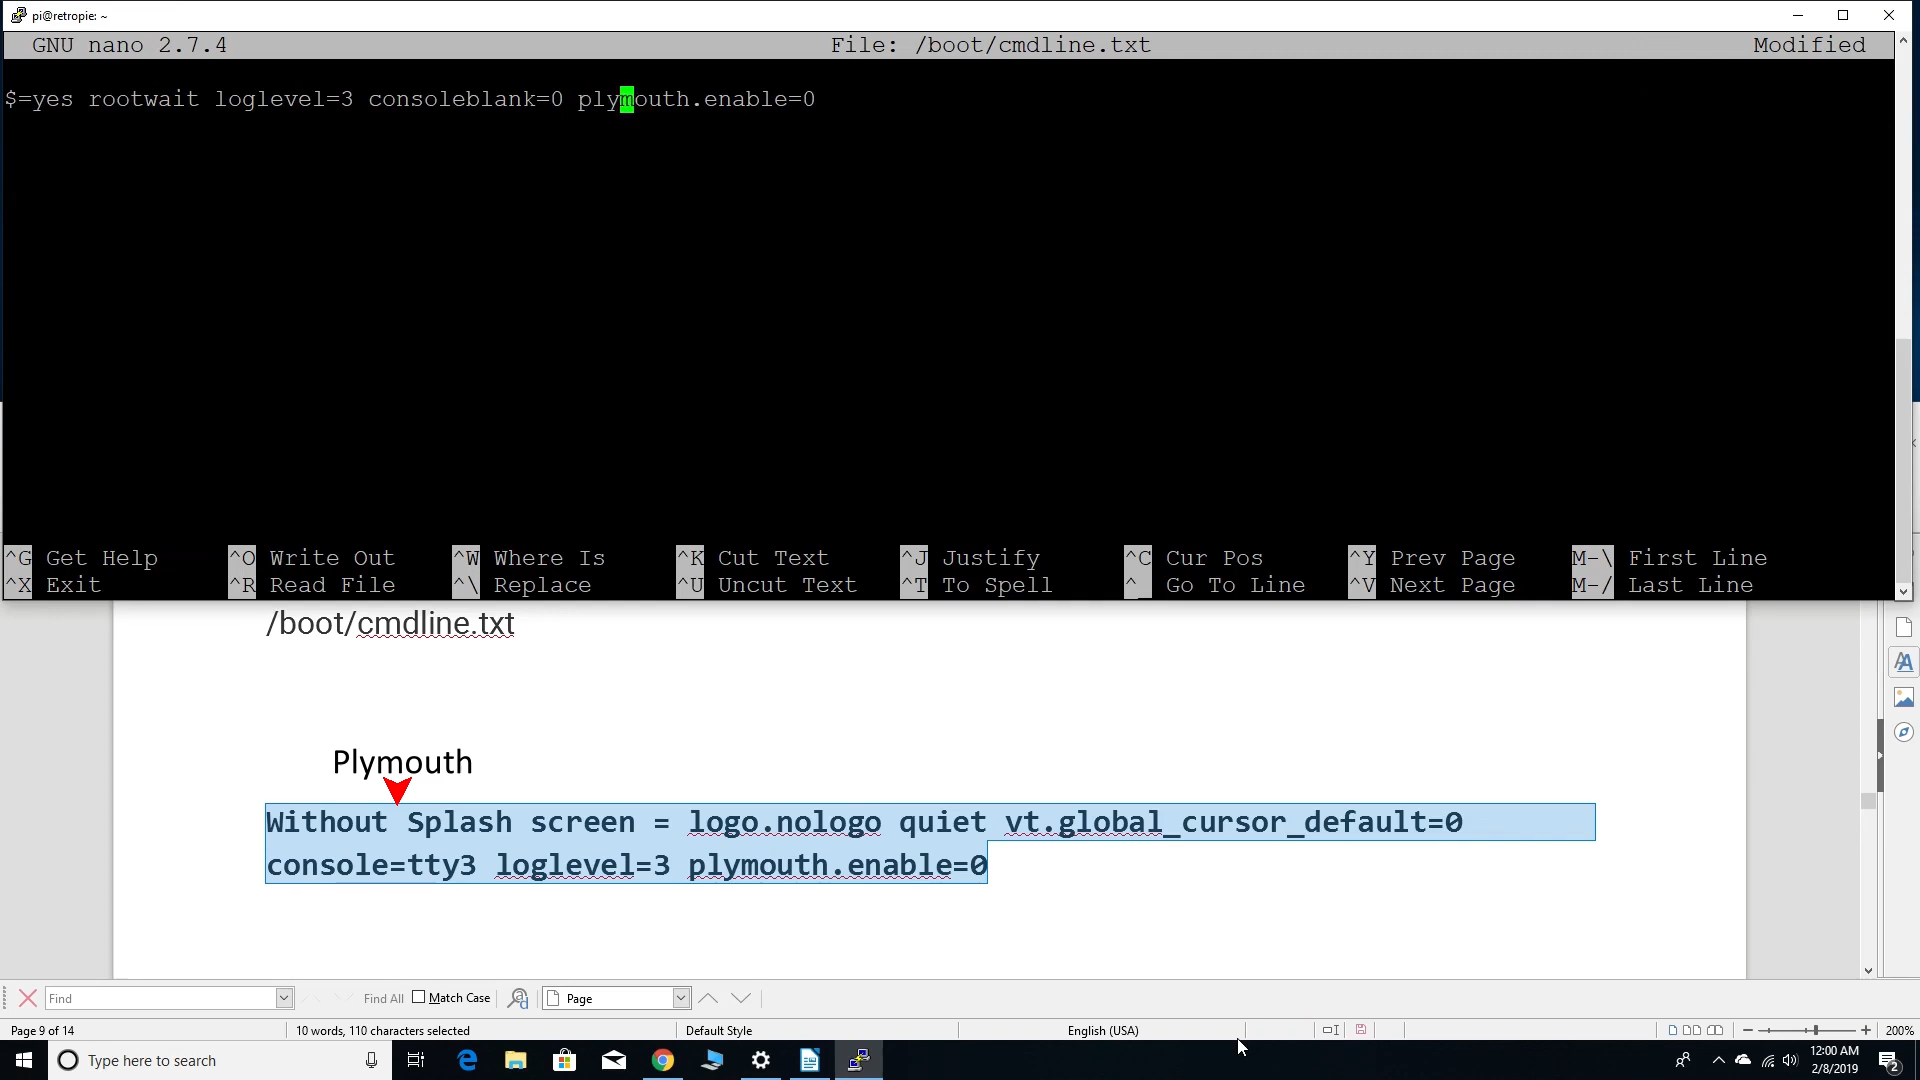 pi@retropie: ~
GNU nano 2.7.4 File: /boot/cmdline.txt Modified
$=yes rootwait loglevel=3 consoleblank=0 plymouth.enable=0
^G Get Help ^O Write Out ^W Where Is ^K Cut Text ^J Justify ^C Cur Pos ^Y Prev Page M-\ First Line
^X Exit ^R Read File ^\ Replace ^U Uncut Text ^T To Spell ^_ Go To Line ^V Next Page M-/ Last Line
/boot/cmdline.txt
Plymouth
Without Splash screen = logo.nologo quiet vt.global_cursor_default=0
console=tty3 loglevel=3 plymouth.enable=0
Find Find All Match Case Page
Page 9 of 14 10 words, 110 characters selected Default Style English (USA) 200%
Type here to search 12:00 AM
2/8/2019 2